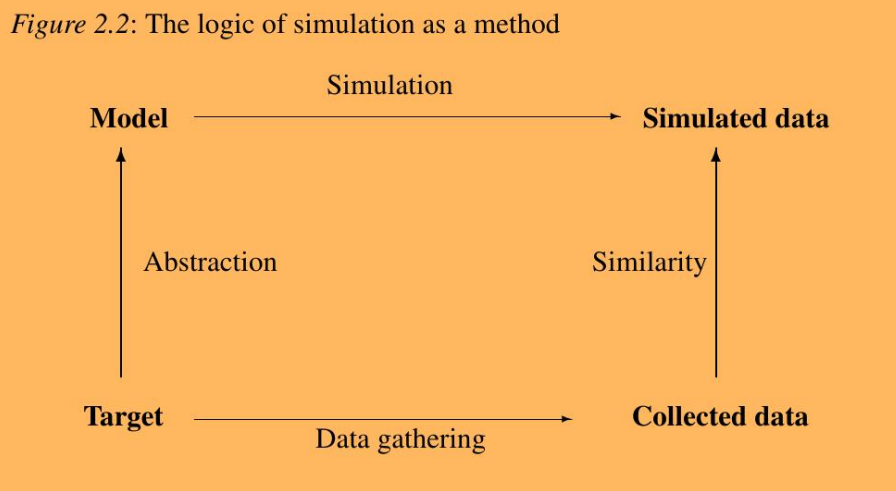 Figure 2.2: The logic of simulation as a method
Simulation
Model
Simulated data
Abstraction
Similarity
Target
Collected data
Data gathering